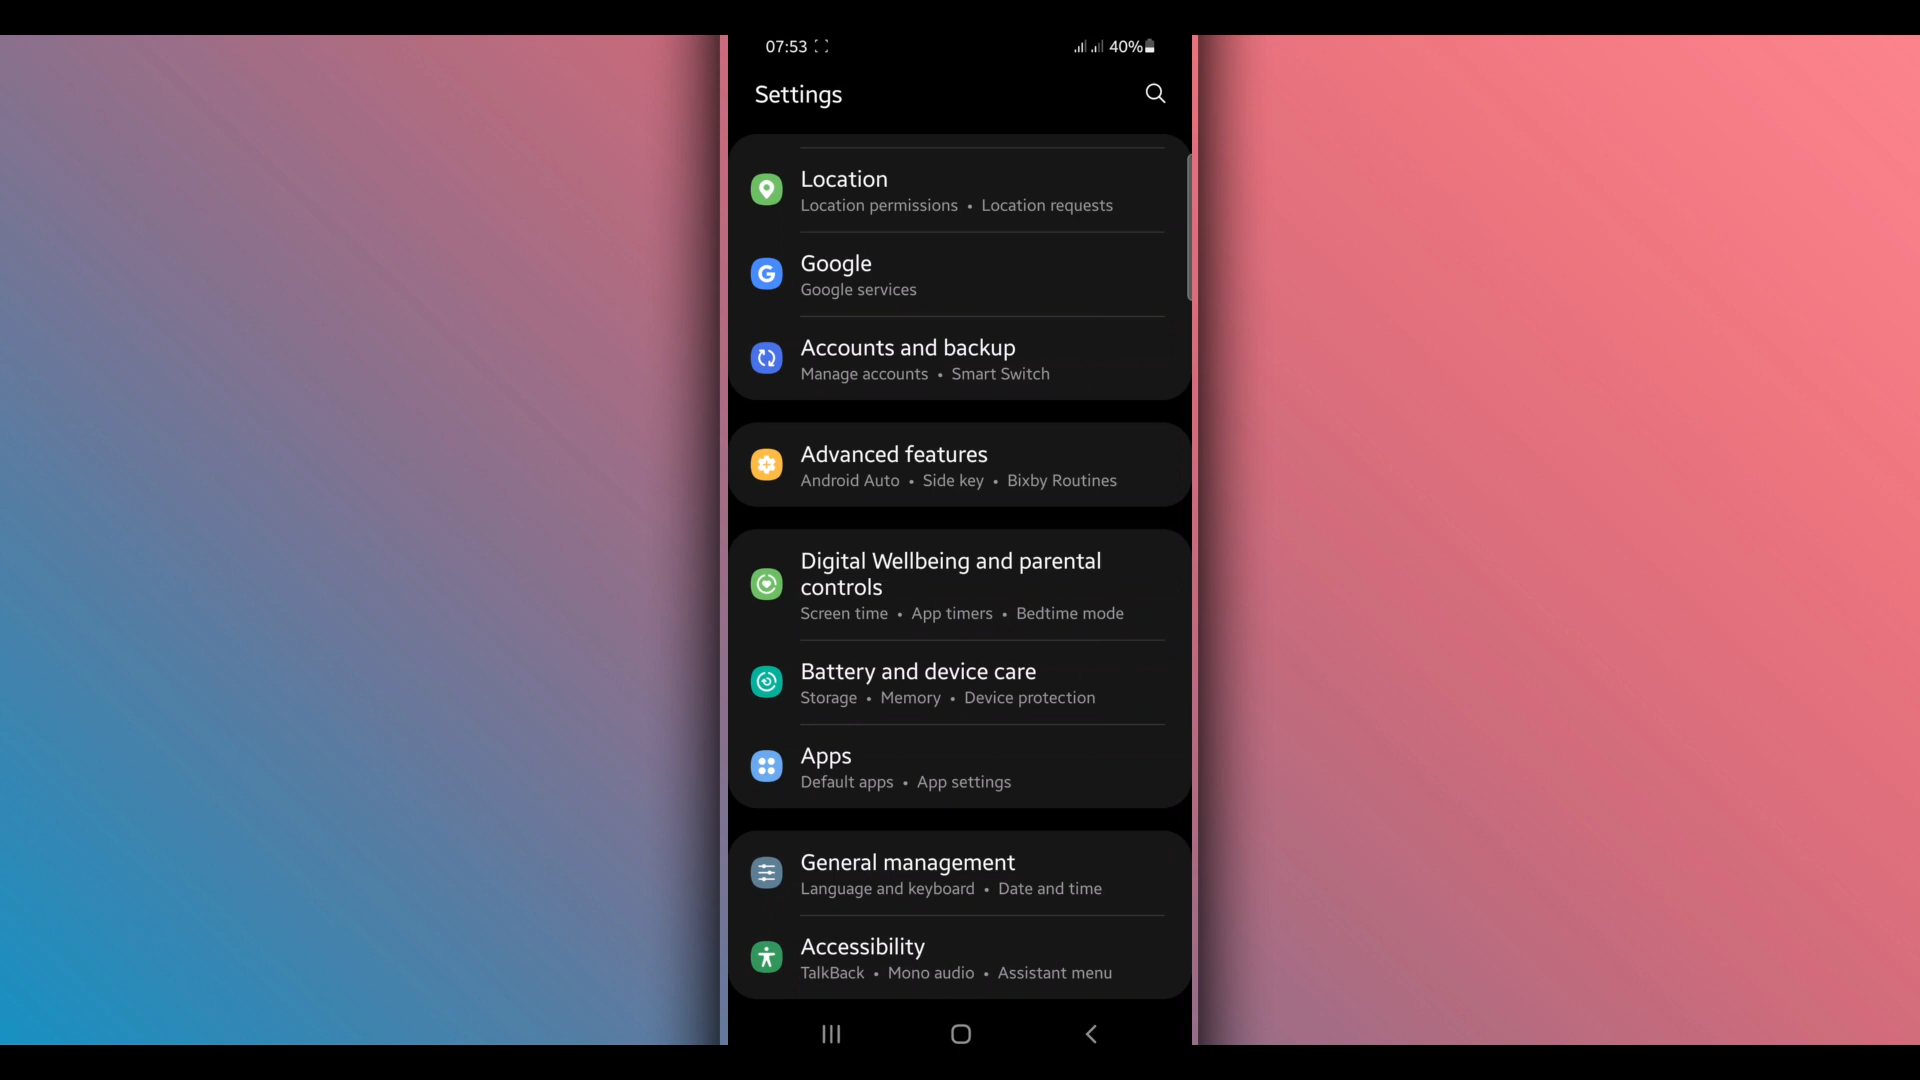 07:53 40%
Settings
Location
Location permissions • Location requests
Google
Google services
Accounts and backup
Manage accounts • Smart Switch
Advanced features
Android Auto • Side key • Bixby Routines
Digital Wellbeing and parental
controls
Screen time • App timers • Bedtime mode
Battery and device care
Storage • Memory • Device protection
Apps
Default apps • App settings
General management
Language and keyboard • Date and time
Accessibility
TalkBack • Mono audio • Assistant menu